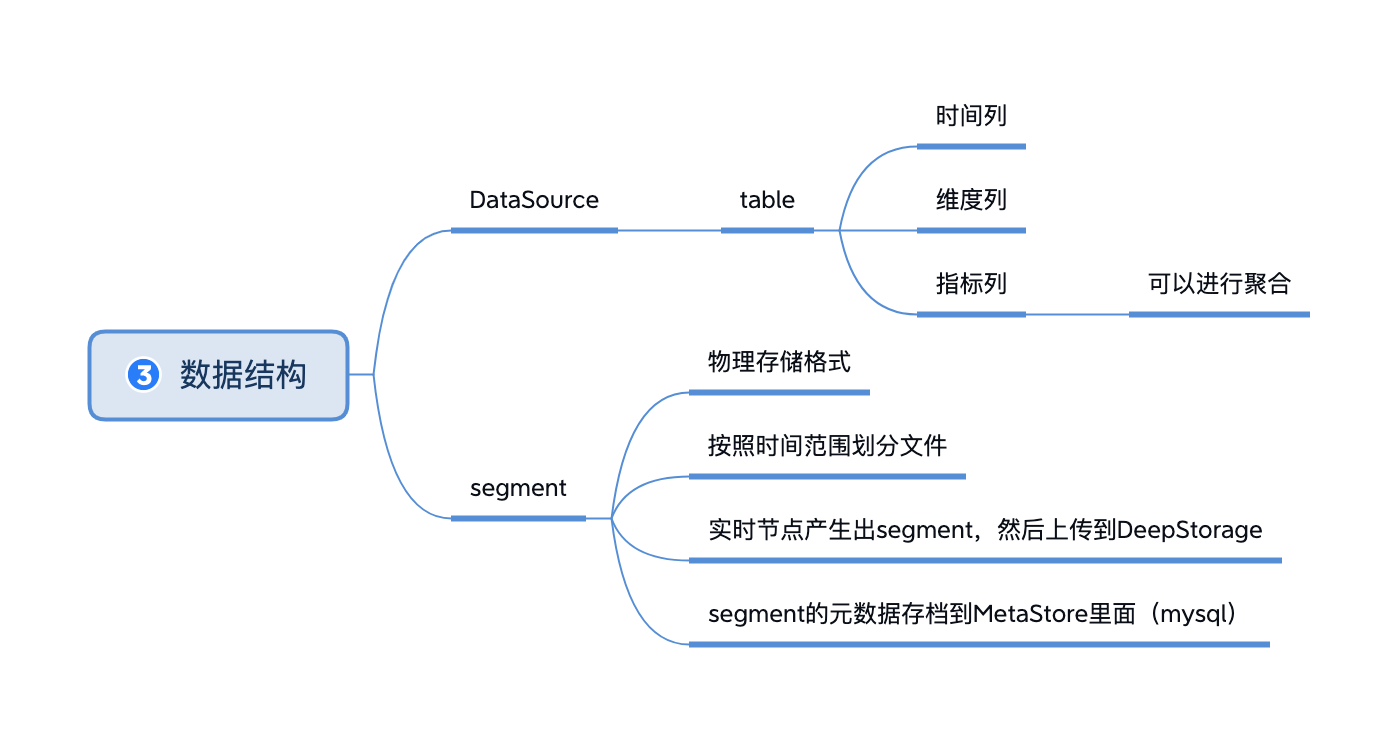 3 数据结构
DataSource
table
时间列
维度列
指标列
可以进行聚合
segment
物理存储格式
按照时间范围划分文件
实时节点产生出segment，然后上传到DeepStorage
segment的元数据存档到MetaStore里面（mysql）